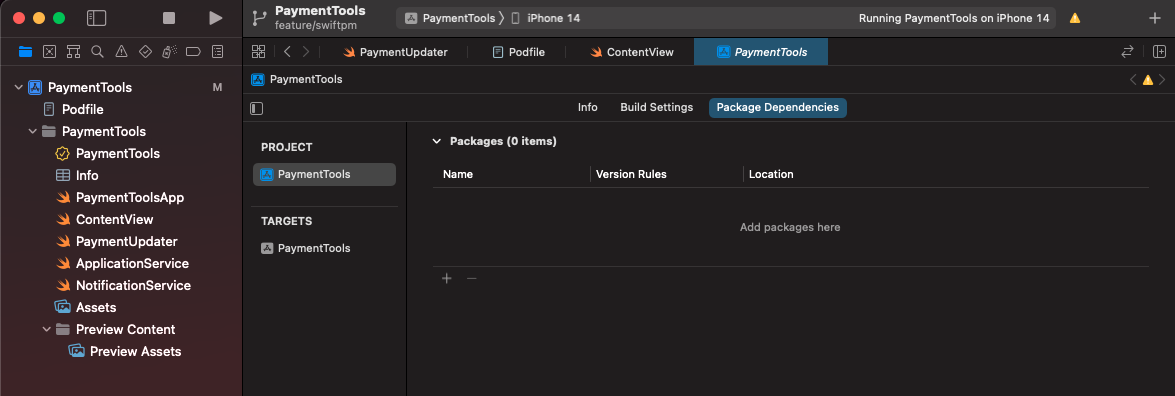 PaymentTools
feature/swiftpm
PaymentTools
iPhone 14
Running PaymentTools on iPhone 14
PaymentUpdater
Podfile
ContentView
PaymentTools
PaymentTools
M
Podfile
PaymentTools
PaymentTools
Info
PaymentToolsApp
ContentView
PaymentUpdater
ApplicationService
NotificationService
Assets
Preview Content
Preview Assets
PaymentTools
Info
Build Settings
Package Dependencies
PROJECT
PaymentTools
TARGETS
PaymentTools
Packages (0 items)
Name
Version Rules
Location
Add packages here